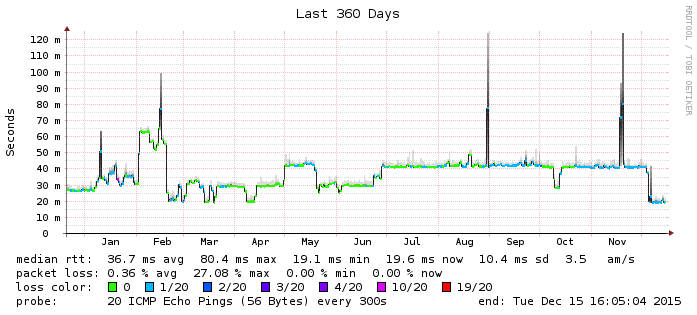 Last 360 Days
RRDTOOL / TOBI OETIKER
Seconds
120 m
110 m
100 m
90 m
80 m
70 m
60 m
50 m
40 m
30 m
20 m
10 m
0
Jan Feb Mar Apr May Jun Jul Aug Sep Oct Nov
median rtt: 36.7 ms avg 80.4 ms max 19.1 ms min 19.6 ms now 10.4 ms sd 3.5 am/s
packet loss: 0.36 % avg 27.08 % max 0.00 % min 0.00 % now
loss color: 0 1/20 2/20 3/20 4/20 10/20 19/20
probe: 20 ICMP Echo Pings (56 Bytes) every 300s end: Tue Dec 15 16:05:04 2015